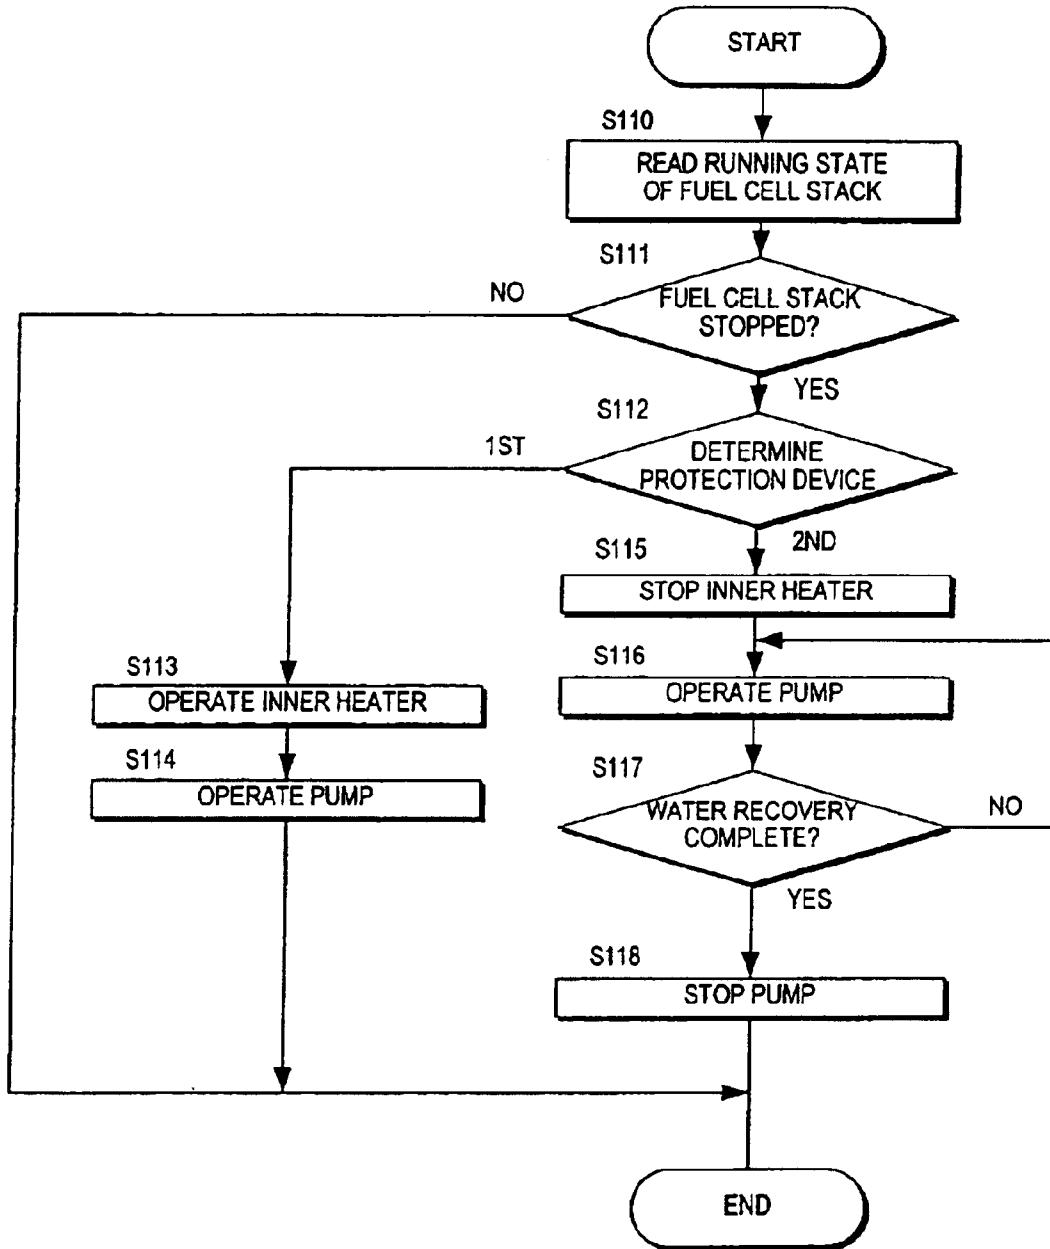 START
S110
READ RUNNING STATE
OF FUEL CELL STACK
S111
NO
FUEL CELL STACK
STOPPED?
YES
S112
1ST
DETERMINE
PROTECTION DEVICE
2ND
S115
STOP INNER HEATER
S113
OPERATE INNER HEATER
S116
OPERATE PUMP
S114
OPERATE PUMP
S117
WATER RECOVERY
COMPLETE?
NO
YES
S118
STOP PUMP
END